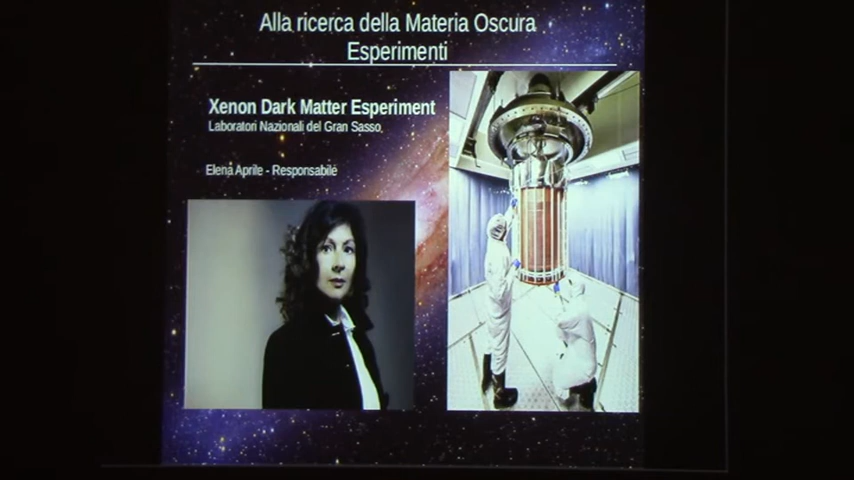 Alla ricerca della Materia Oscura
Esperimenti
Xenon Dark Matter Esperiment
Laboratori Nazionali del Gran Sasso,
Elena Aprile - Responsabile